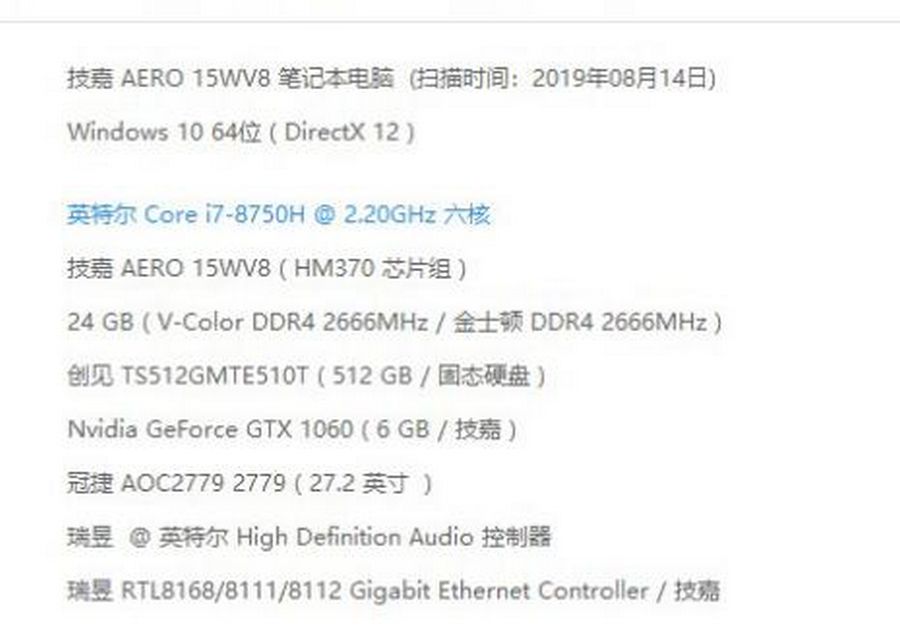 技嘉 AERO 15WV8 笔记本电脑 (扫描时间：2019年08月14日)
Windows 10 64位 ( DirectX 12 )
英特尔 Core i7-8750H @ 2.20GHz 六核
技嘉 AERO 15WV8 ( HM370 芯片组 )
24 GB ( V-Color DDR4 2666MHz / 金士顿 DDR4 2666MHz )
创见 TS512GMTE510T ( 512 GB / 固态硬盘 )
Nvidia GeForce GTX 1060 ( 6 GB / 技嘉 )
冠捷 AOC2779 2779 ( 27.2 英寸 )
瑞昱 @ 英特尔 High Definition Audio 控制器
瑞昱 RTL8168/8111/8112 Gigabit Ethernet Controller / 技嘉